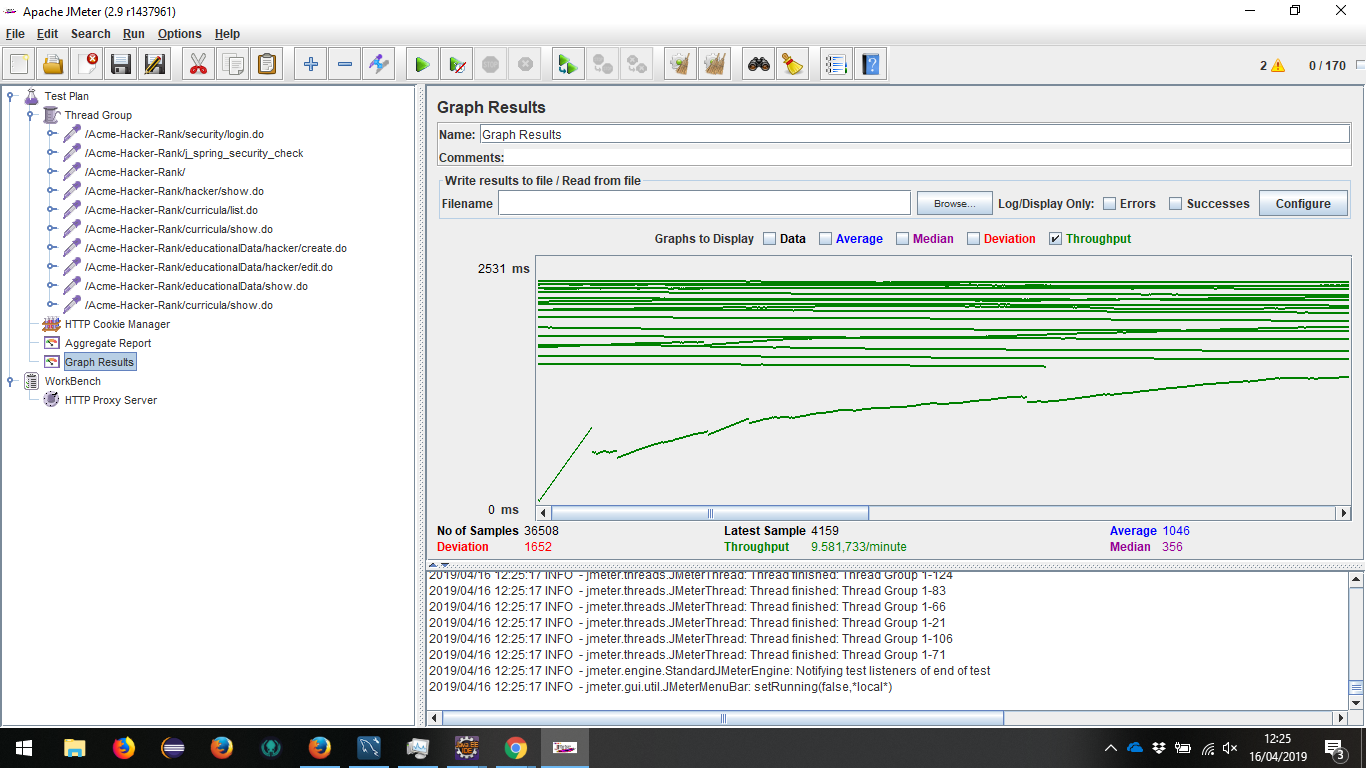 Apache JMeter (2.9 r1437961)
File Edit Search Run Options Help
2 0 / 170
Test Plan
Thread Group
/Acme-Hacker-Rank/security/login.do
/Acme-Hacker-Rank/j_spring_security_check
/Acme-Hacker-Rank/
/Acme-Hacker-Rank/hacker/show.do
/Acme-Hacker-Rank/curricula/list.do
/Acme-Hacker-Rank/curricula/show.do
/Acme-Hacker-Rank/educationalData/hacker/create.do
/Acme-Hacker-Rank/educationalData/hacker/edit.do
/Acme-Hacker-Rank/educationalData/show.do
/Acme-Hacker-Rank/curricula/show.do
HTTP Cookie Manager
Aggregate Report
Graph Results
WorkBench
HTTP Proxy Server
Graph Results
Name: Graph Results
Comments:
Write results to file / Read from file
Filename Browse... Log/Display Only: Errors Successes Configure
Graphs to Display Data Average Median Deviation Throughput
2531 ms
0 ms
No of Samples 36508 Latest Sample 4159 Average 1046
Deviation 1652 Throughput 9.581,733/minute Median 356
2019/04/16 12:25:17 INFO - jmeter.threads.JMeterThread: Thread finished: Thread Group 1-124
2019/04/16 12:25:17 INFO - jmeter.threads.JMeterThread: Thread finished: Thread Group 1-83
2019/04/16 12:25:17 INFO - jmeter.threads.JMeterThread: Thread finished: Thread Group 1-66
2019/04/16 12:25:17 INFO - jmeter.threads.JMeterThread: Thread finished: Thread Group 1-21
2019/04/16 12:25:17 INFO - jmeter.threads.JMeterThread: Thread finished: Thread Group 1-106
2019/04/16 12:25:17 INFO - jmeter.threads.JMeterThread: Thread finished: Thread Group 1-71
2019/04/16 12:25:17 INFO - jmeter.engine.StandardJMeterEngine: Notifying test listeners of end of test
2019/04/16 12:25:17 INFO - jmeter.gui.util.JMeterMenuBar: setRunning(false,*local*)
12:25
16/04/2019
3